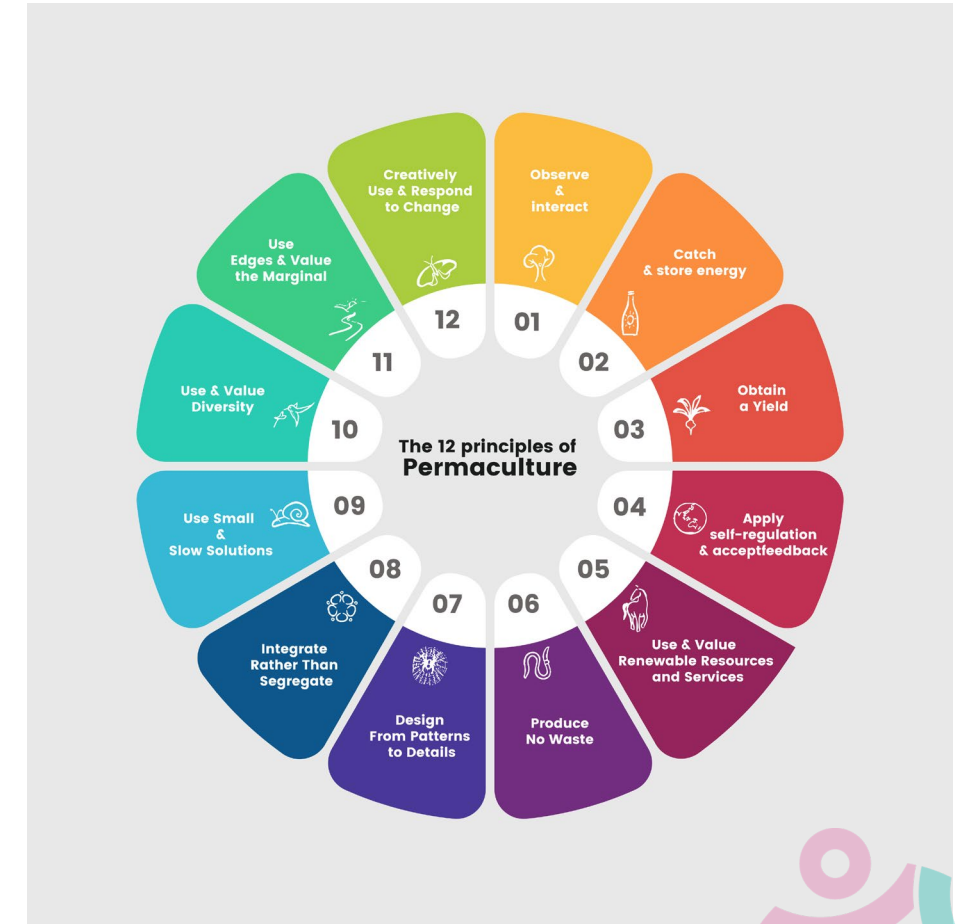 The 12 principles of
Permaculture
01
Observe
&
interact
02
Catch
& store energy
03
Obtain
a Yield
04
Apply
self-regulation
& acceptfeedback
05
Use & Value
Renewable Resources
and Services
06
Produce
No Waste
07
Design
From Patterns
to Details
08
Integrate
Rather Than
Segregate
09
Use Small
&
Slow Solutions
10
Use & Value
Diversity
11
Use
Edges & Value
the Marginal
12
Creatively
Use & Respond
to Change